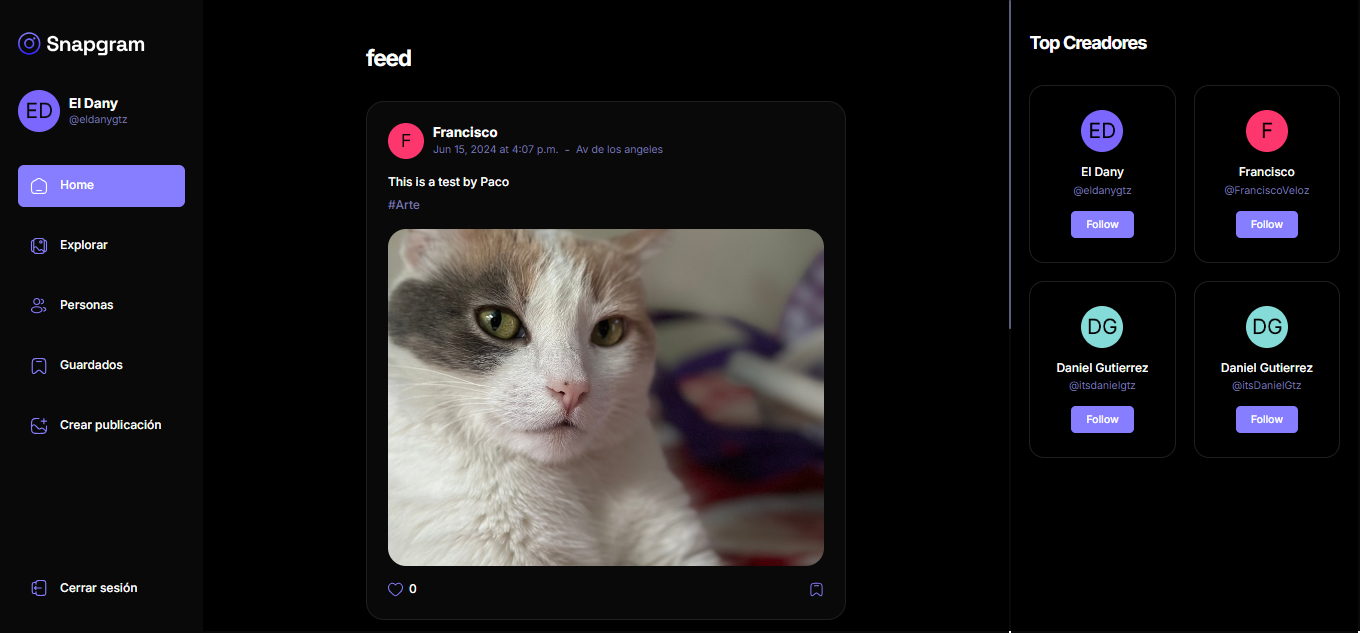 Snapgram
ED
El Dany
@eldanygtz
Home
Explorar
Personas
Guardados
Crear publicación
Cerrar sesión
feed
F
Francisco
Jun 15, 2024 at 4:07 p.m. - Av de los angeles
This is a test by Paco
#Arte
0
Top Creadores
ED
El Dany
@eldanygtz
Follow
F
Francisco
@FranciscoVeloz
Follow
DG
Daniel Gutierrez
@itsdanielgtz
Follow
DG
Daniel Gutierrez
@itsDanielGtz
Follow